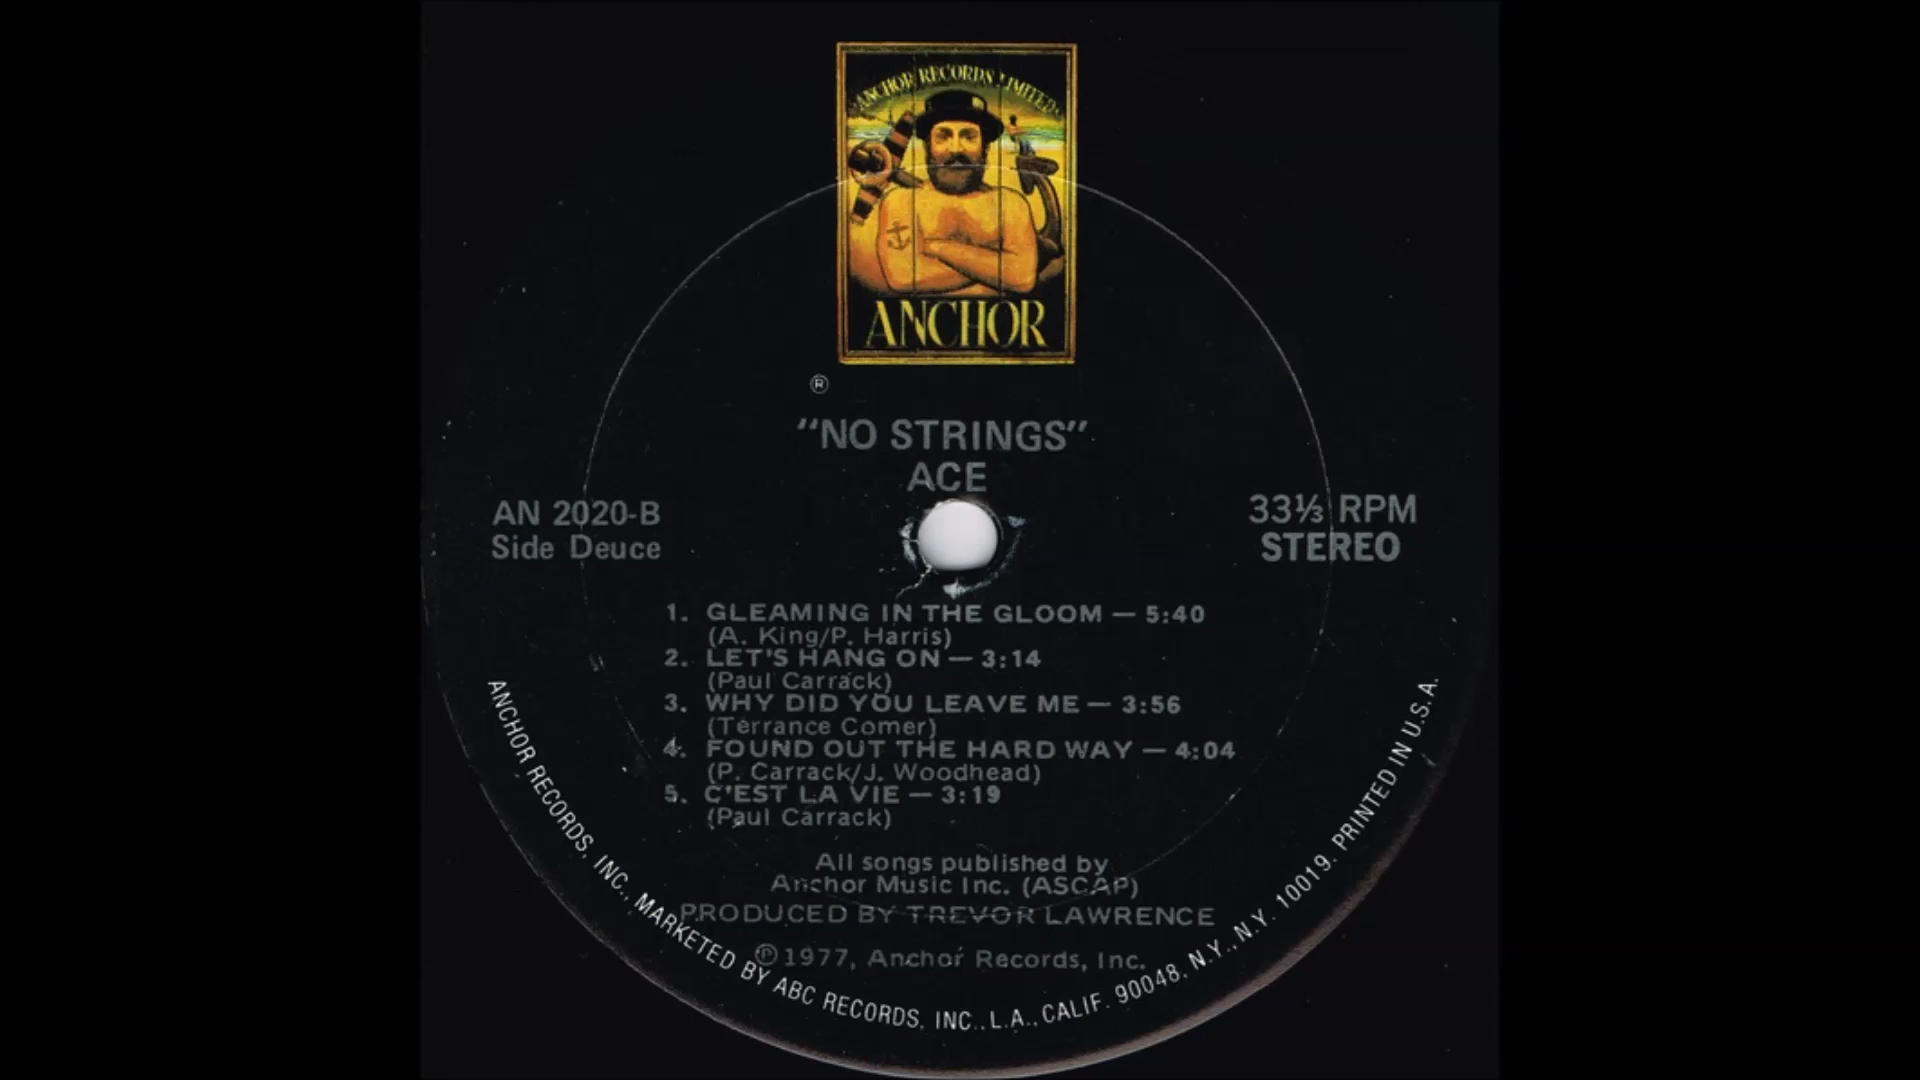 ANCHOR RECORDS LIMITED
ANCHOR
®
"NO STRINGS"
ACE
AN 2020-B
Side Deuce
33⅓ RPM
STEREO
1. GLEAMING IN THE GLOOM — 5:40
(A. King/P. Harris)
2. LET'S HANG ON — 3:14
(Paul Carrack)
3. WHY DID YOU LEAVE ME — 3:56
(Terrance Comer)
4. FOUND OUT THE HARD WAY — 4:04
(P. Carrack/J. Woodhead)
5. C'EST LA VIE — 3:19
(Paul Carrack)
All songs published by
Anchor Music Inc. (ASCAP)
PRODUCED BY TREVOR LAWRENCE
℗1977, Anchor Records, Inc.
ANCHOR RECORDS, INC., MARKETED BY ABC RECORDS, INC., L.A., CALIF. 90048, N.Y., N.Y. 10019. PRINTED IN U.S.A.